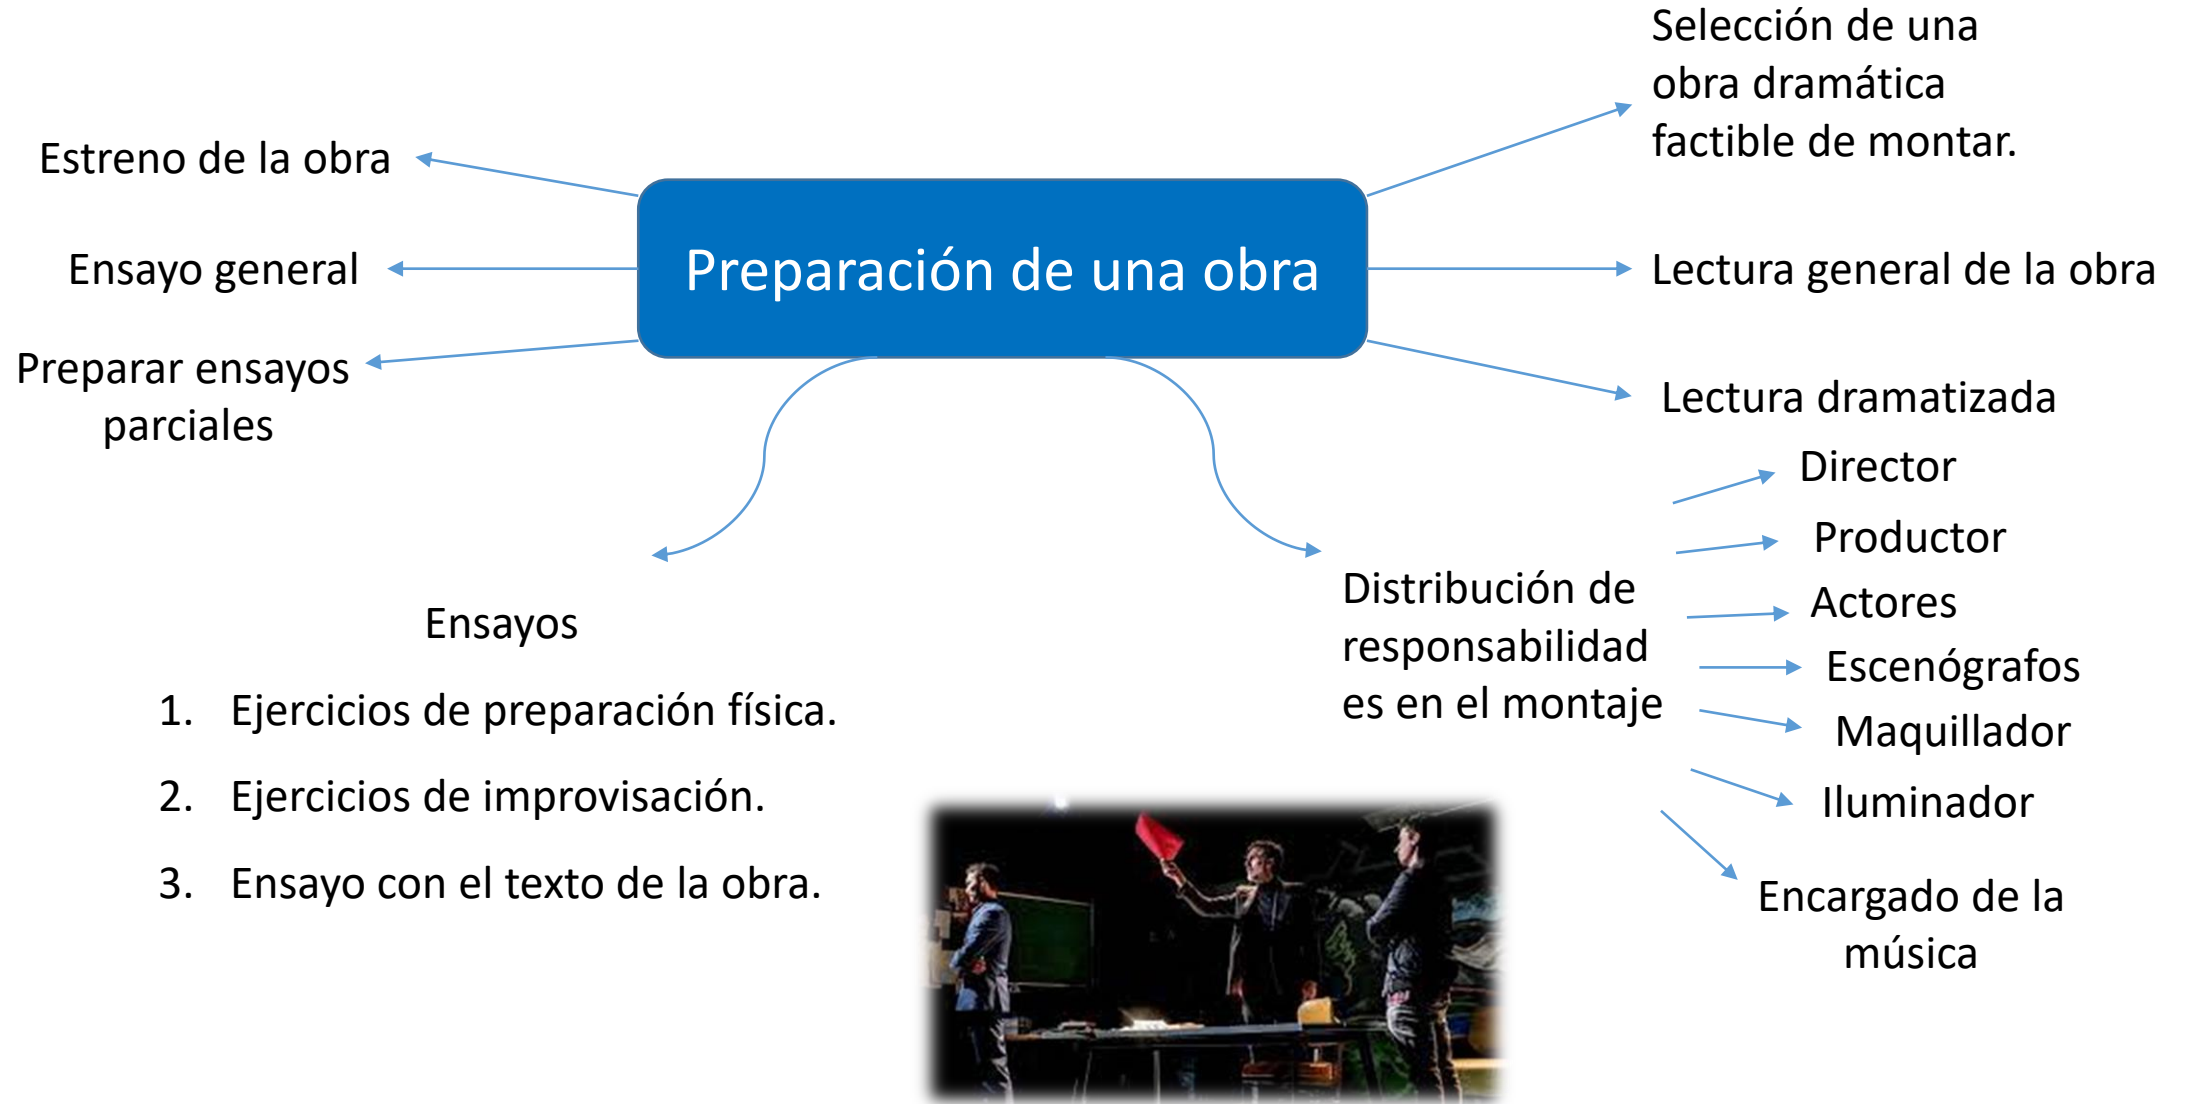 Preparación de una obra
Selección de una
obra dramática
factible de montar.
Lectura general de la obra
Lectura dramatizada
Distribución de
responsabilidad
es en el montaje
Director
Productor
Actores
Escenógrafos
Maquillador
Iluminador
Encargado de la
música
Ensayos
1. Ejercicios de preparación física.
2. Ejercicios de improvisación.
3. Ensayo con el texto de la obra.
Preparar ensayos
parciales
Ensayo general
Estreno de la obra